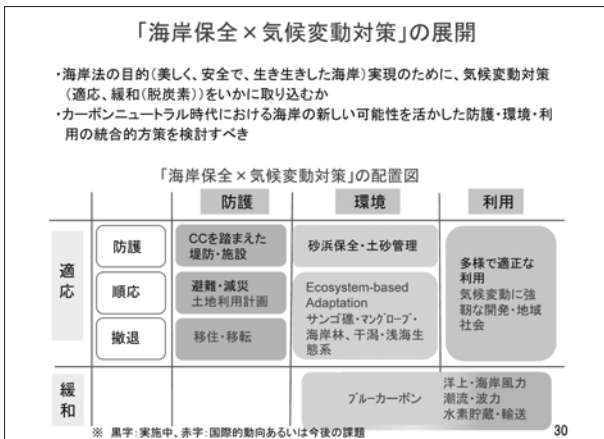 「海岸保全×気候変動対策」の展開
・海岸法の目的(美しく、安全で、生き生きした海岸)実現のために、気候変動対策
(適応、緩和(脱炭素))をいかに取り込むか
・カーボンニュートラル時代における海岸の新しい可能性を活かした防護・環境・利
用の統合的方策を検討すべき
「海岸保全×気候変動対策」の配置図
防護 環境 利用
適応
防護
CCを踏まえた
堤防・施設
砂浜保全・土砂管理
順応
避難・減災
土地利用計画
撤退
移住・移転
Ecosystem-based
Adaptation
サンゴ礁・マングローブ・
海岸林、干潟・浅海生
態系
多様で適正な
利用
気候変動に強
靭な開発・地域
社会
緩和
ブルーカーボン
洋上・海岸風力
潮流・波力
水素貯蔵・輸送
※ 黒字:実施中、赤字:国際的動向あるいは今後の課題
30